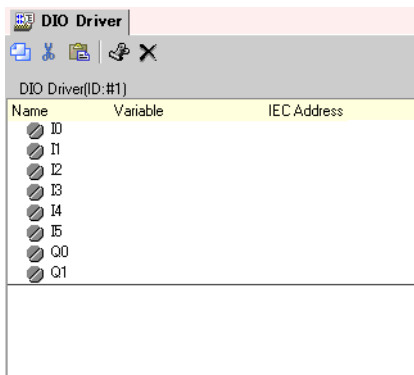 DIO Driver
DIO Driver(ID:#1)
Name Variable IEC Address
I0
I1
I2
I3
I4
I5
Q0
Q1